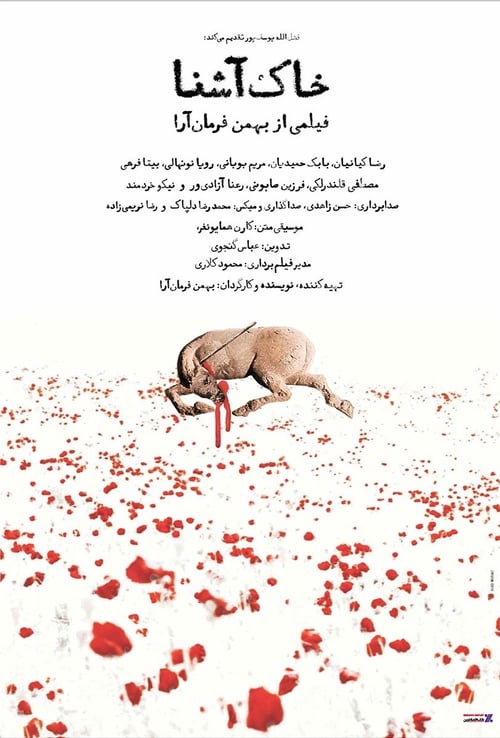 فضل الله یوسف پور تقدیم می‌کند:
خاک آشنا
فیلمی از بهمن فرمان‌آرا
رضا کیانیان، بابک حمیدیان، مریم بوبانی، رویا نونهالی، بیتا فرهی
مصطفی قلندرلکی، فرزین صابونی، رعنا آزادی‌ور و نیکو خردمند
صدابرداری: حسن زاهدی، صداگذاری و میکس: محمدرضا دلپاک و رضا نریمی‌زاده
موسیقی متن: کارن همایونفر،
تدوین: عباس گنجوی
مدیر فیلم‌برداری: محمود کلاری
تهیه کننده، نویسنده و کارگردان: بهمن فرمان‌آرا